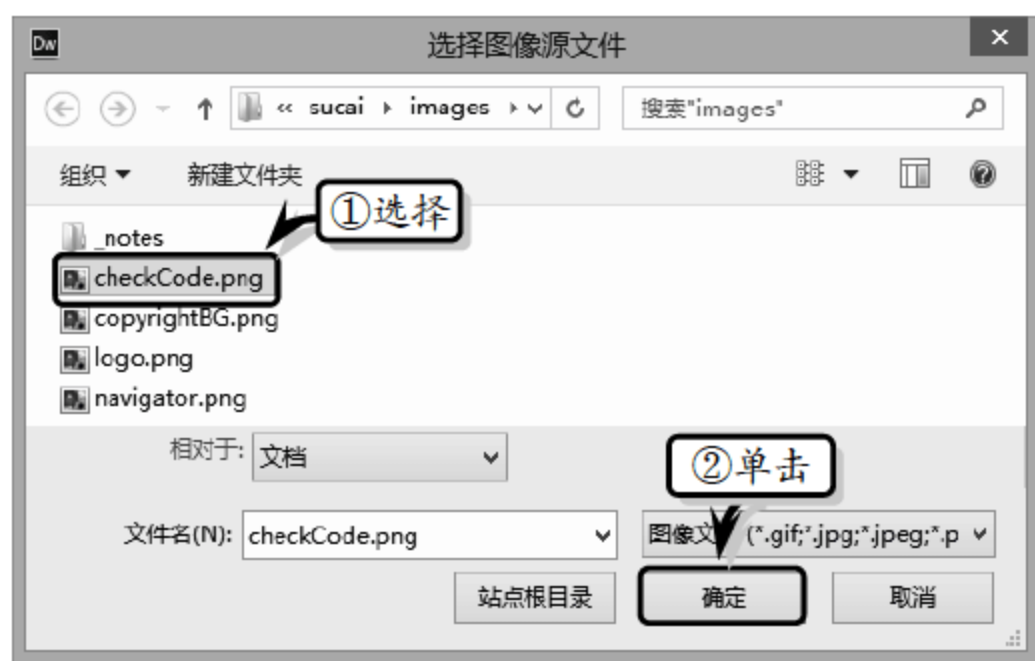 Dw 选择图像源文件 ×
« sucai images 搜索"images"
组织 新建文件夹
①选择
_notes
checkCode.png
copyrightBG.png
logo.png
navigator.png
相对于: 文档
②单击
文件名(N): checkCode.png 图像文 (*.gif;*.jpg;*.jpeg;*.p
站点根目录 确定 取消